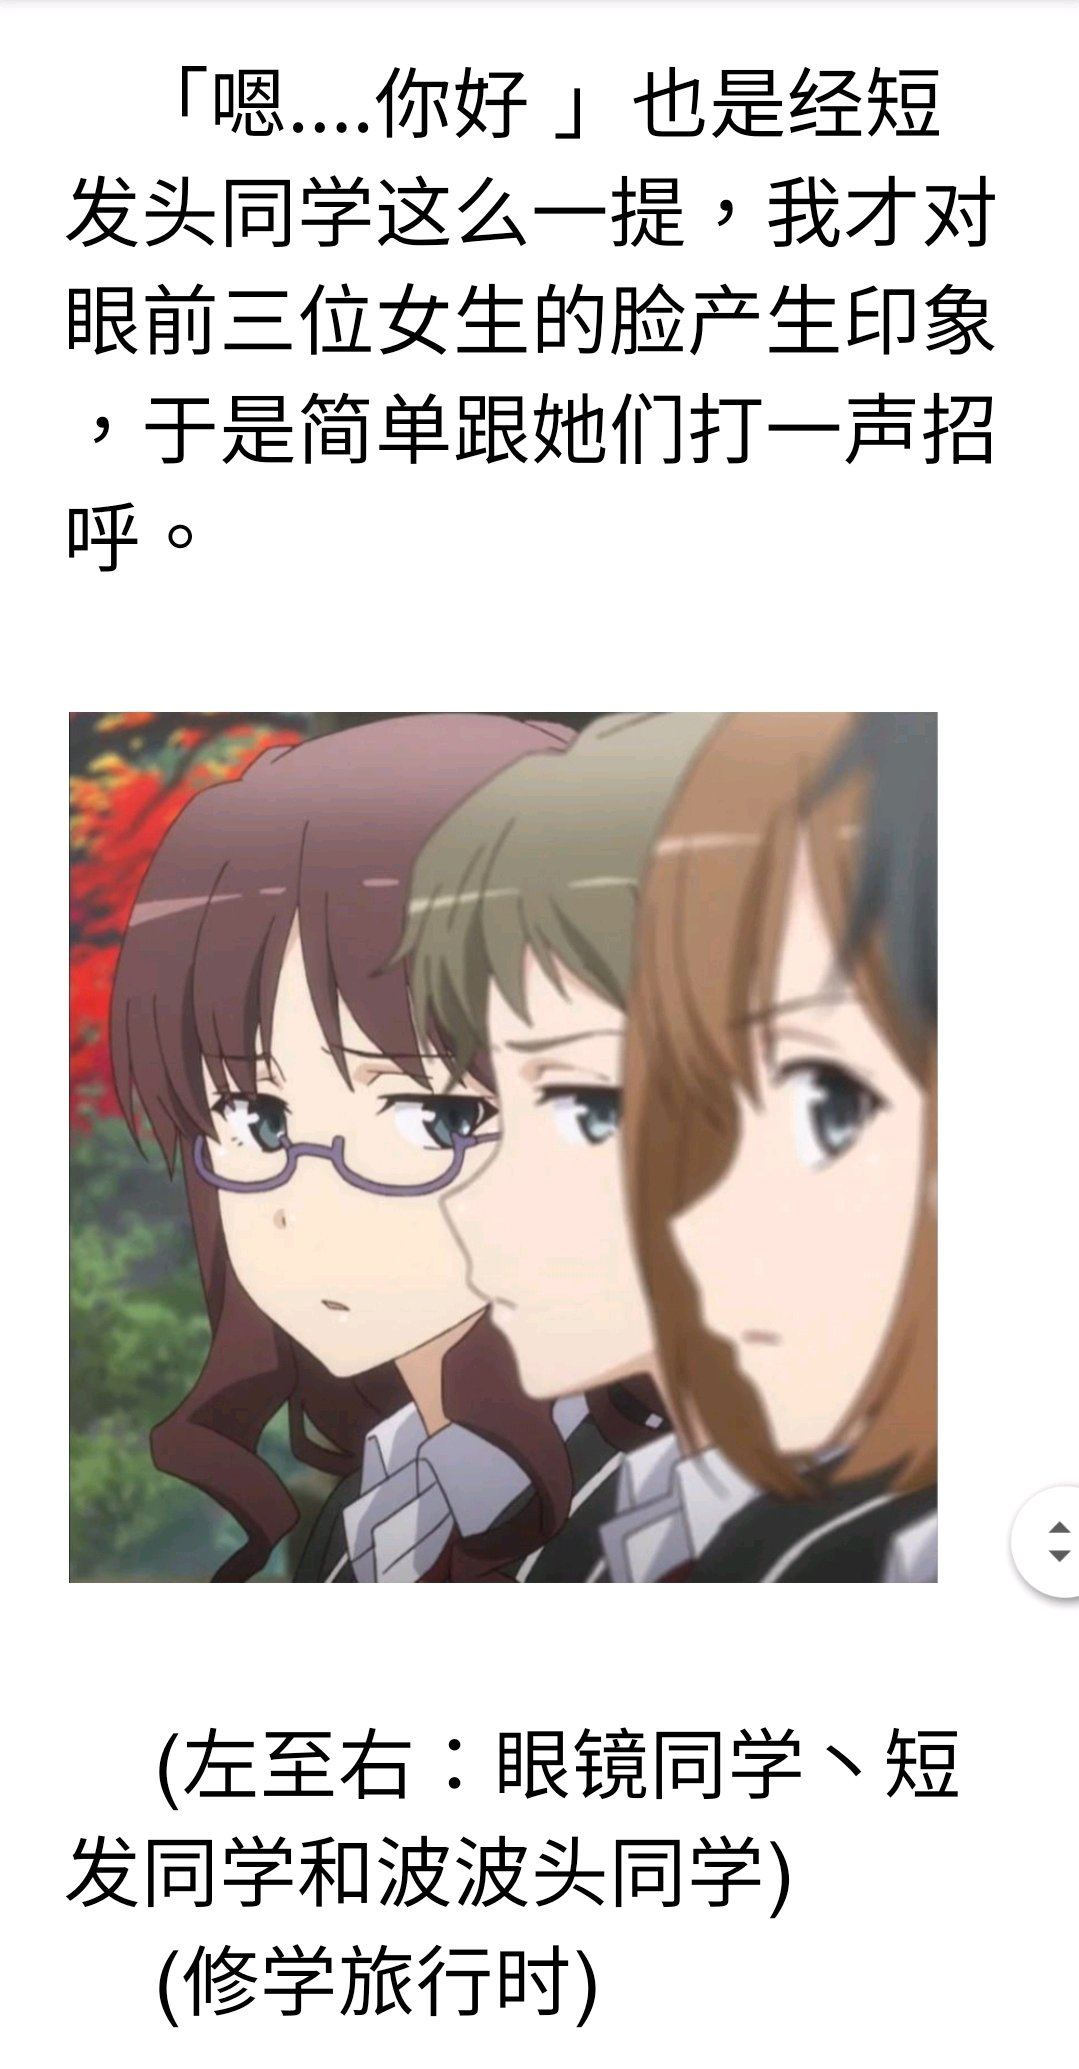 「嗯....你好 」也是经短
发头同学这么一提，我才对
眼前三位女生的脸产生印象
，于是简单跟她们打一声招
呼。
(左至右：眼镜同学丶短
发同学和波波头同学)
(修学旅行时)